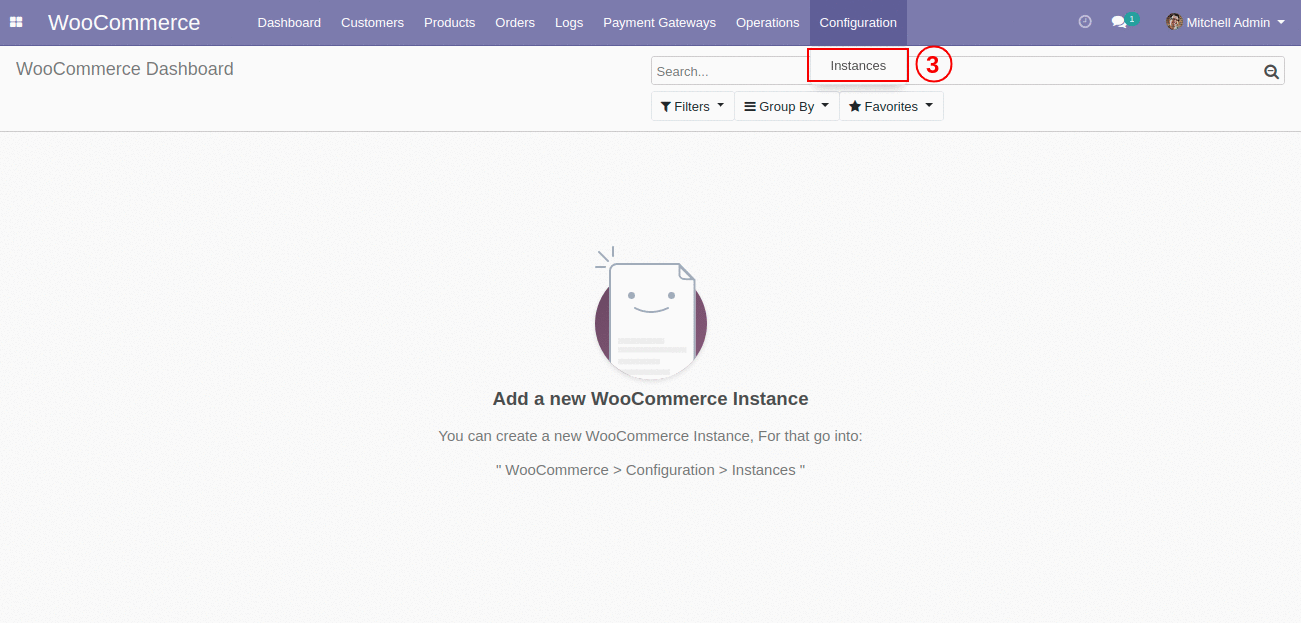 WooCommerce Dashboard Customers Products Orders Logs Payment Gateways Operations Configuration 1 Mitchell Admin
WooCommerce Dashboard
Search...
Instances
3
Filters Group By Favorites
Add a new WooCommerce Instance
You can create a new WooCommerce Instance, For that go into:
" WooCommerce > Configuration > Instances "